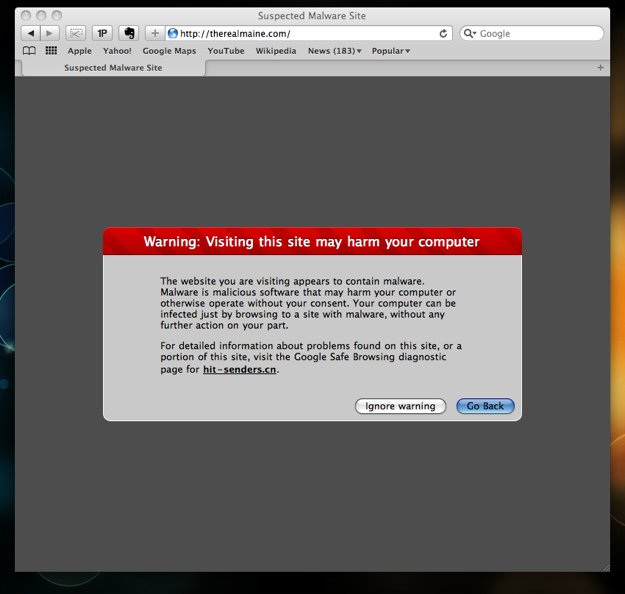 Suspected Malware Site
1P
http://therealmaine.com/
Google
Apple Yahoo! Google Maps YouTube Wikipedia News (183) Popular
Suspected Malware Site
Warning: Visiting this site may harm your computer
The website you are visiting appears to contain malware.
Malware is malicious software that may harm your computer or
otherwise operate without your consent. Your computer can be
infected just by browsing to a site with malware, without any
further action on your part.
For detailed information about problems found on this site, or a
portion of this site, visit the Google Safe Browsing diagnostic
page for hit-senders.cn.
Ignore warning Go Back